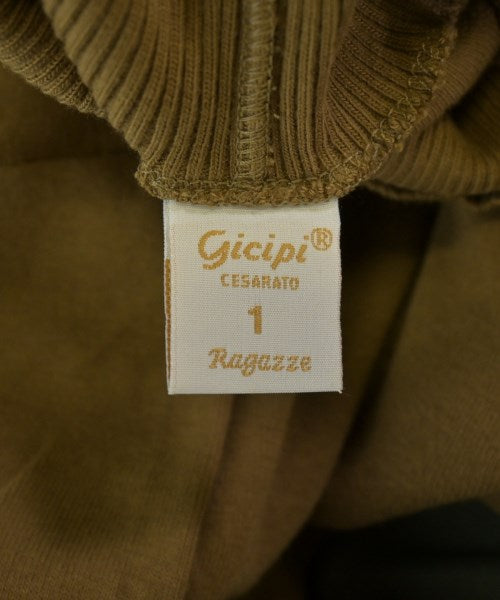 Gicipi®
CESARATO
1
Ragazze